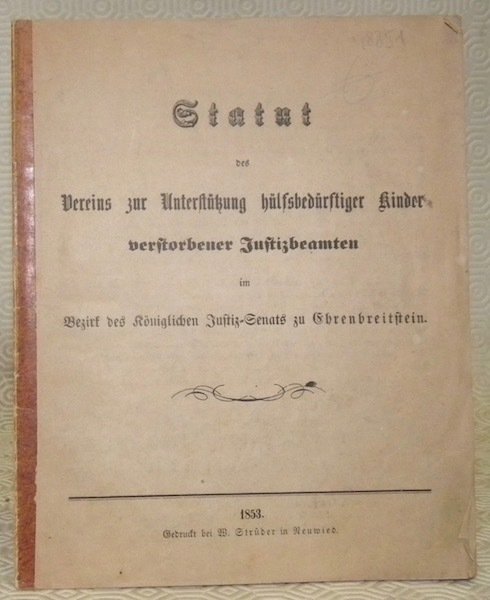 Statut
des
Vereins zur Unterstützung hülfsbedürftiger Kinder
verstorbener Justizbeamten
im
Bezirk des Königlichen Justiz-Senats zu Ehrenbreitstein.
1853.
Gedruckt bei W. Strüder in Neuwied.